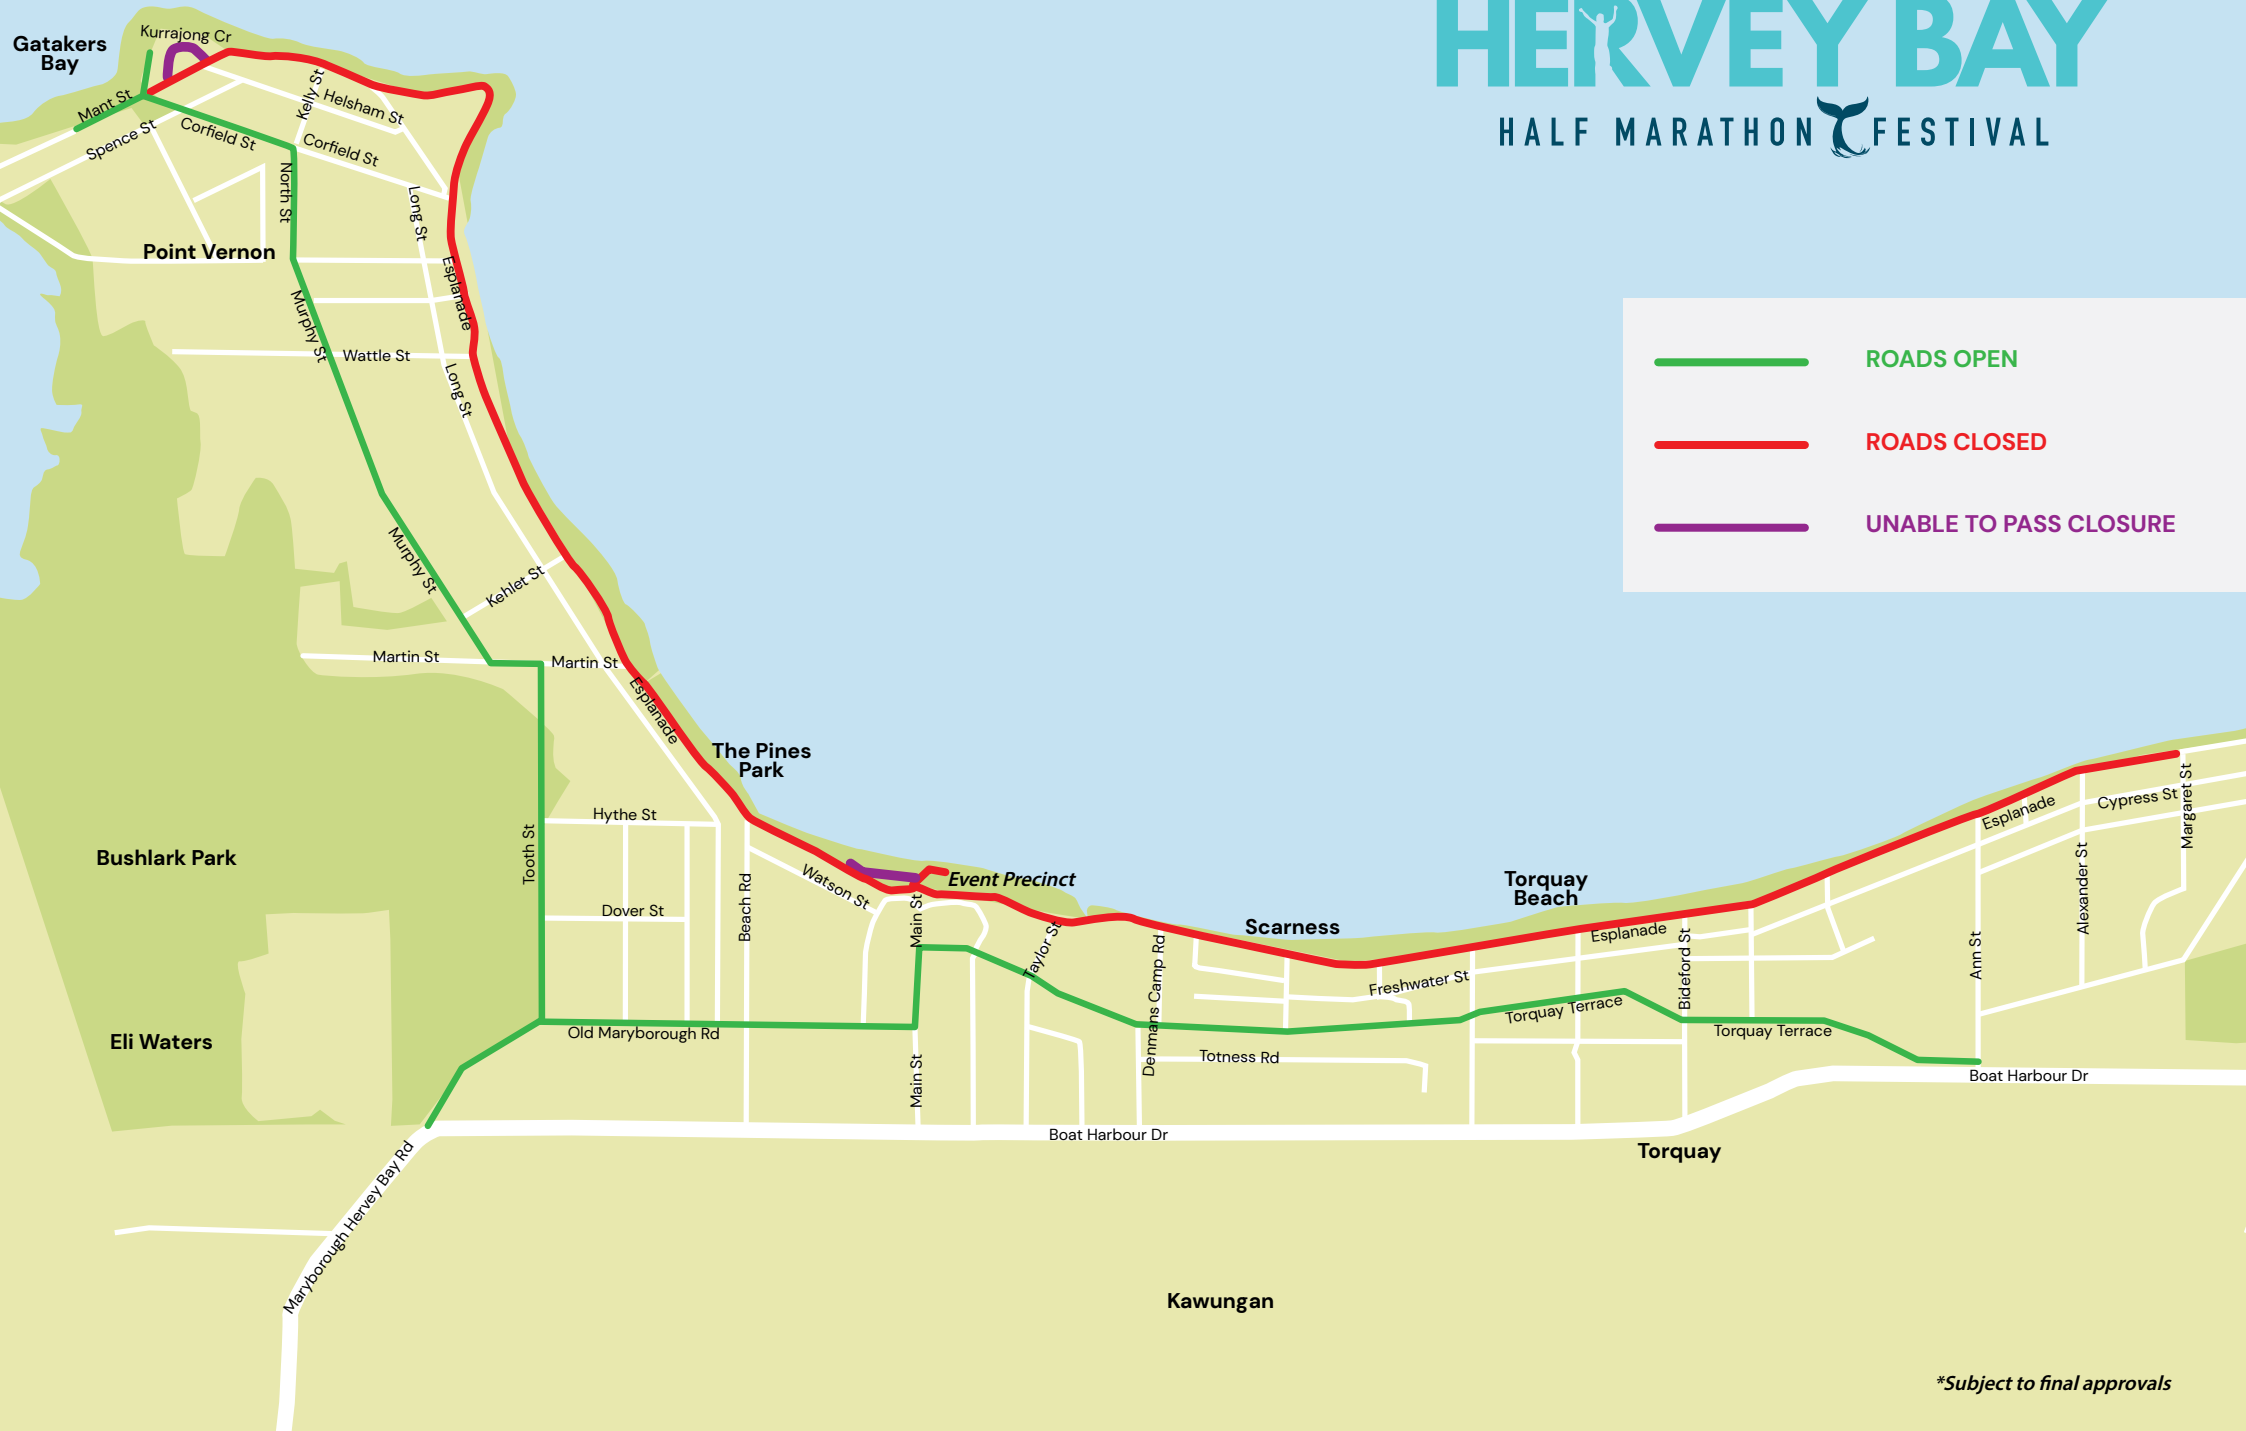 HERVEY BAY
HALF MARATHON FESTIVAL
ROADS OPEN
ROADS CLOSED
UNABLE TO PASS CLOSURE
Gatakers
Bay
Kurrajong Cr
Mant St
Spence St
Corfield St
Kelly St
Helsham St
Corfield St
North St
Long St
Point Vernon
Esplanade
Murphy St
Wattle St
Long St
Murphy St
Kehlet St
Martin St
Martin St
Esplanade
The Pines
Park
Hythe St
Tooth St
Bushlark Park
Watson St
Event Precinct
Beach Rd
Dover St
Main St
Taylor St
Denmans Camp Rd
Scarness
Torquay
Beach
Esplanade
Freshwater St
Bideford St
Torquay Terrace
Torquay Terrace
Esplanade
Cypress St
Margaret St
Alexander St
Ann St
Eli Waters
Old Maryborough Rd
Main St
Totness Rd
Boat Harbour Dr
Boat Harbour Dr
Torquay
Maryborough Hervey Bay Rd
Kawungan
*Subject to final approvals